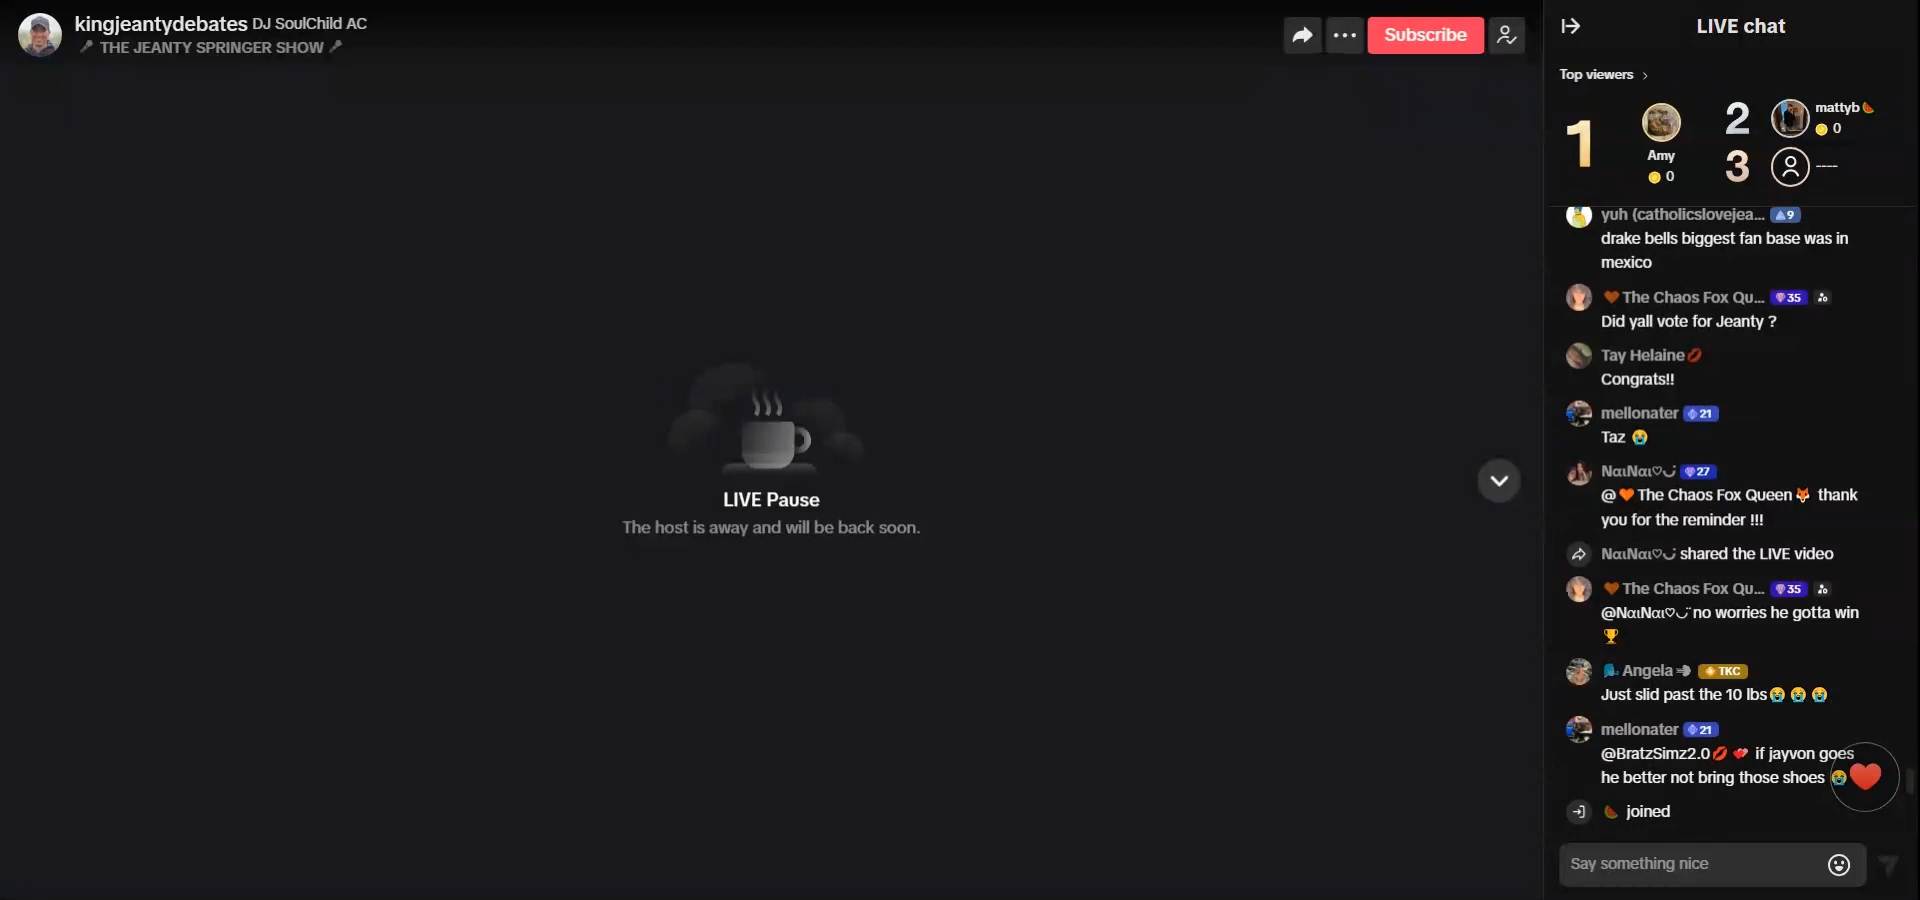 kingjeantydebates DJ SoulChild AC
🎤 THE JEANTY SPRINGER SHOW 🎤
Subscribe
LIVE Pause
The host is away and will be back soon.
LIVE chat
Top viewers >
1
Amy
0
2
mattyb🍉
0
3
----
yuh (catholicslovejea... 9
drake bells biggest fan base was in
mexico
🧡The Chaos Fox Qu... 35
Did yall vote for Jeanty ?
Tay Helaine💋
Congrats!!
mellonater 21
Taz 😭
NαιNαι♡ᴗ̈ 27
@🧡The Chaos Fox Queen🦊 thank
you for the reminder !!!
NαιNαι♡ᴗ̈ shared the LIVE video
🧡The Chaos Fox Qu... 35
@NαιNαι♡ᴗ̈ no worries he gotta win
🏆
🌬️Angela💨 TKC
Just slid past the 10 lbs😭😭😭
mellonater 21
@BratzSimz2.0💋💕 if jayvon goes
he better not bring those shoes 😭
🍉 joined
Say something nice